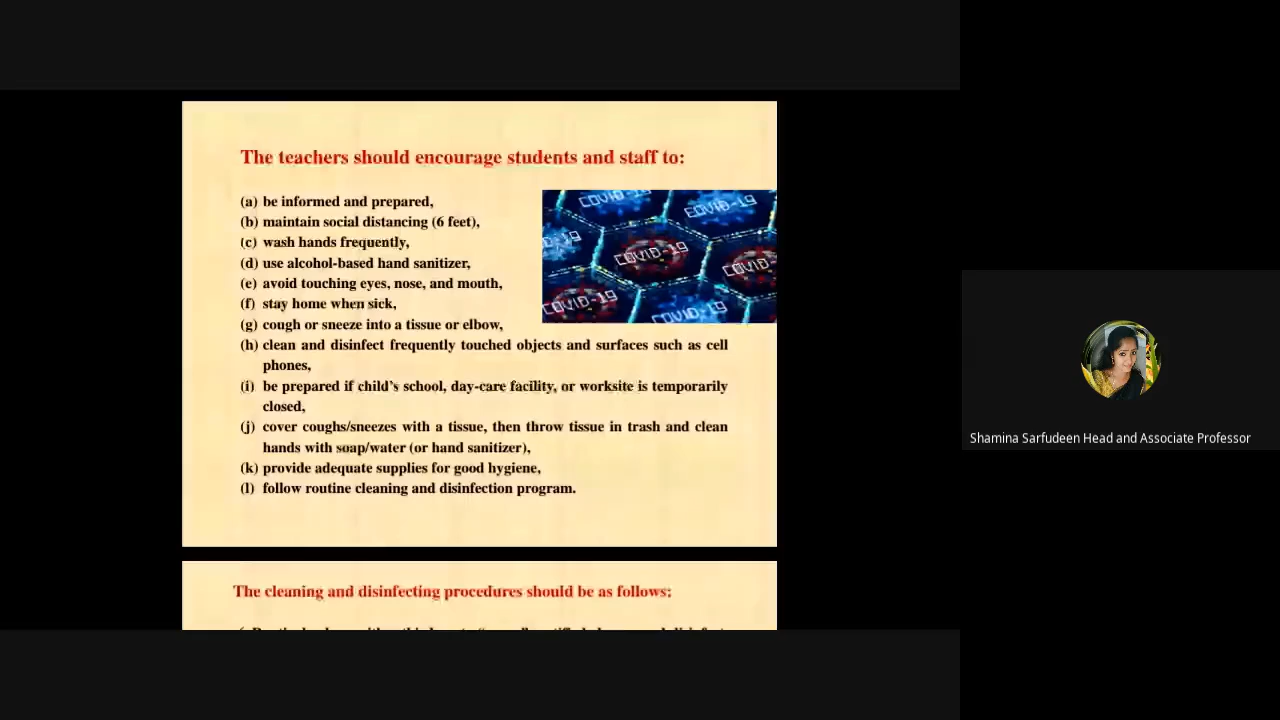 The teachers should encourage students and staff to:
(a) be informed and prepared,
(b) maintain social distancing (6 feet),
(c) wash hands frequently,
(d) use alcohol-based hand sanitizer,
(e) avoid touching eyes, nose, and mouth,
(f) stay home when sick,
(g) cough or sneeze into a tissue or elbow,
(h) clean and disinfect frequently touched objects and surfaces such as cell
phones,
(i) be prepared if child's school, day-care facility, or worksite is temporarily
closed,
(j) cover coughs/sneezes with a tissue, then throw tissue in trash and clean
hands with soap/water (or hand sanitizer),
(k) provide adequate supplies for good hygiene,
(l) follow routine cleaning and disinfection program.
COVID-19
COVID-19
COVID-19
COVID-19
COVID-19
COVID-19
The cleaning and disinfecting procedures should be as follows:
Shamina Sarfudeen Head and Associate Professor